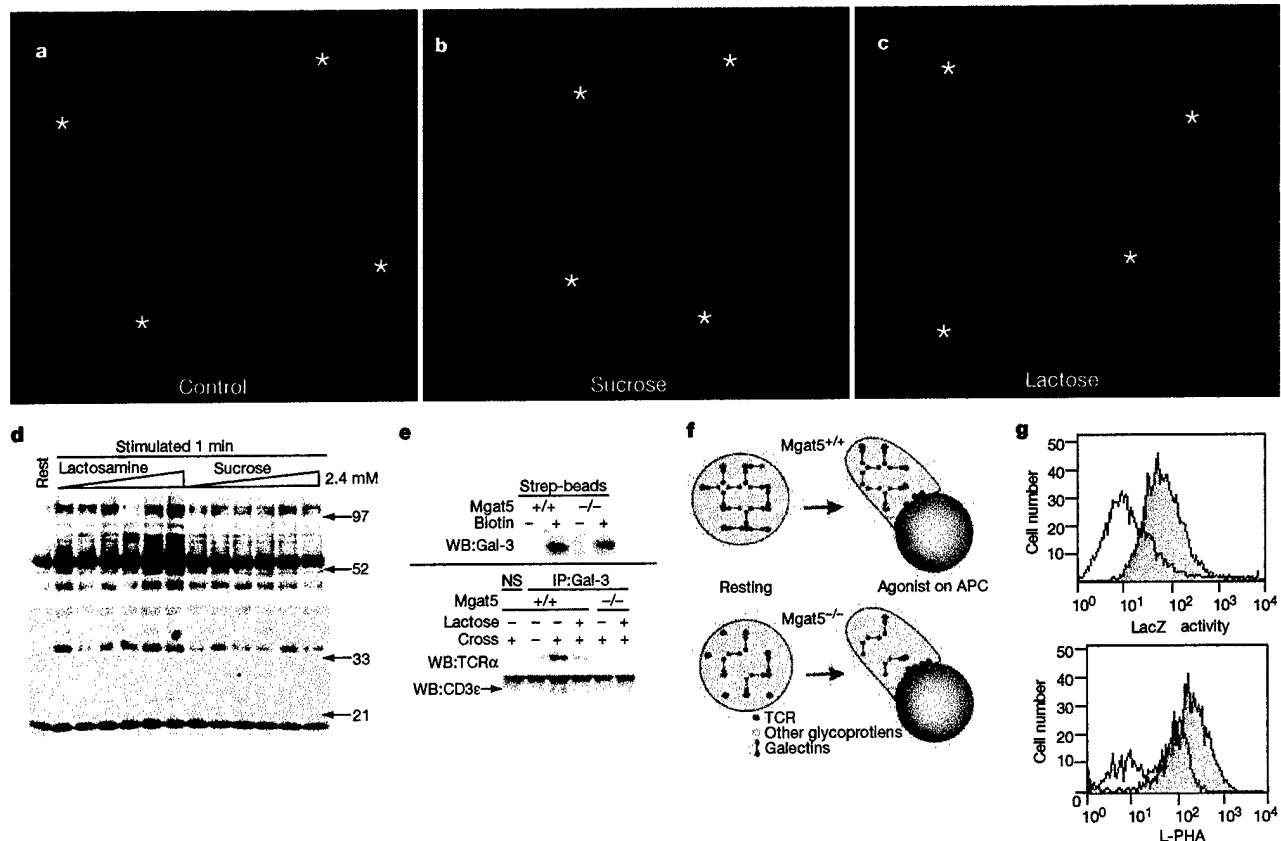 a
b
c
*
*
*
*
*
*
*
*
*
*
*
*
Control
Sucrose
Lactose
d
Stimulated 1 min
Rest
Lactosamine
Sucrose
2.4 mM
97
52
33
21
e
Strep-beads
Mgat5 +/+ −/−
Biotin − + − +
WB:Gal-3
NS IP:Gal-3
Mgat5 +/+ −/−
Lactose − − − + − +
Cross + − + + + +
WB:TCRα
WB:CD3ε
f
Mgat5+/+
Resting
Agonist on APC
Mgat5−/−
TCR
Other glycoprotiens
Galectins
g
Cell number
50
40
30
20
10
10⁰ 10¹ 10² 10³ 10⁴
LacZ activity
Cell number
50
40
30
20
10
0
10⁰ 10¹ 10² 10³ 10⁴
L-PHA